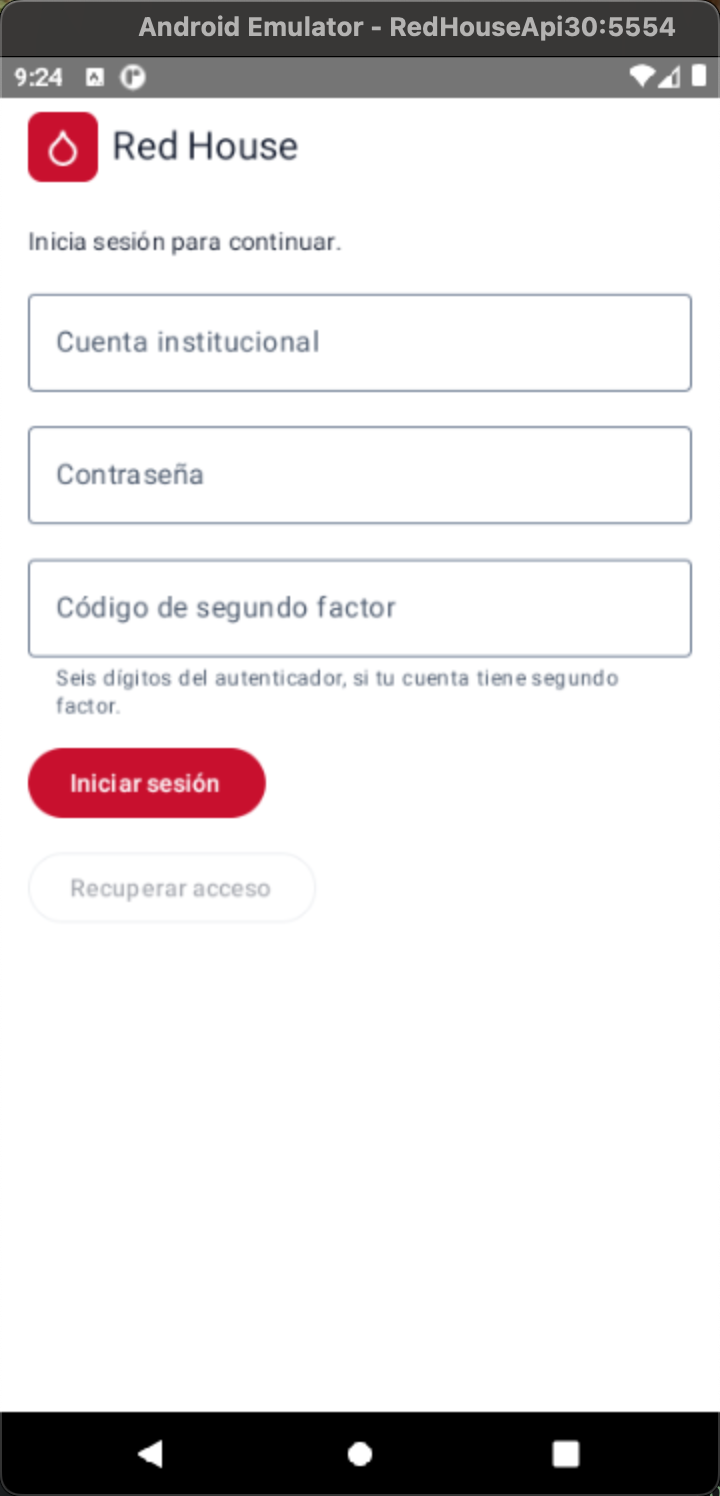 Android Emulator - RedHouseApi30:5554
9:24
Red House
Inicia sesión para continuar.
Cuenta institucional
Contraseña
Código de segundo factor
Seis dígitos del autenticador, si tu cuenta tiene segundo
factor.
Iniciar sesión
Recuperar acceso